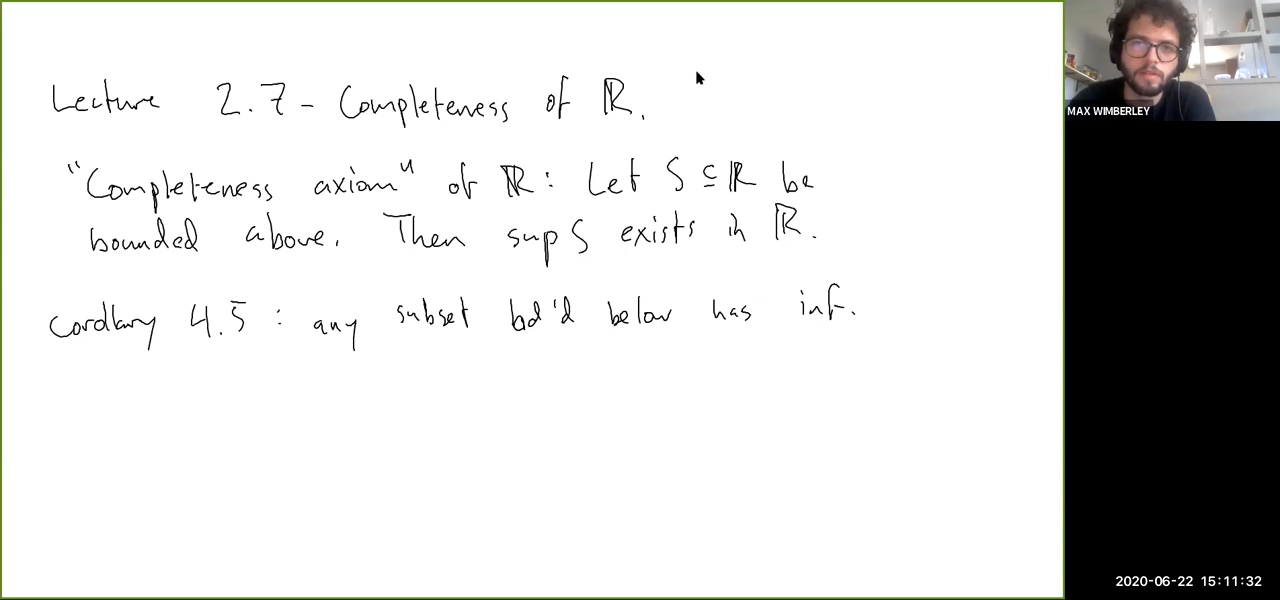 Lecture 2.7 - Completeness of ℝ.
"Completeness axiom" of ℝ: Let S ⊆ ℝ be
bounded above. Then sup S exists in ℝ.
Corollary 4.5 : any subset bd'd below has inf.
MAX WIMBERLEY
2020-06-22 15:11:32